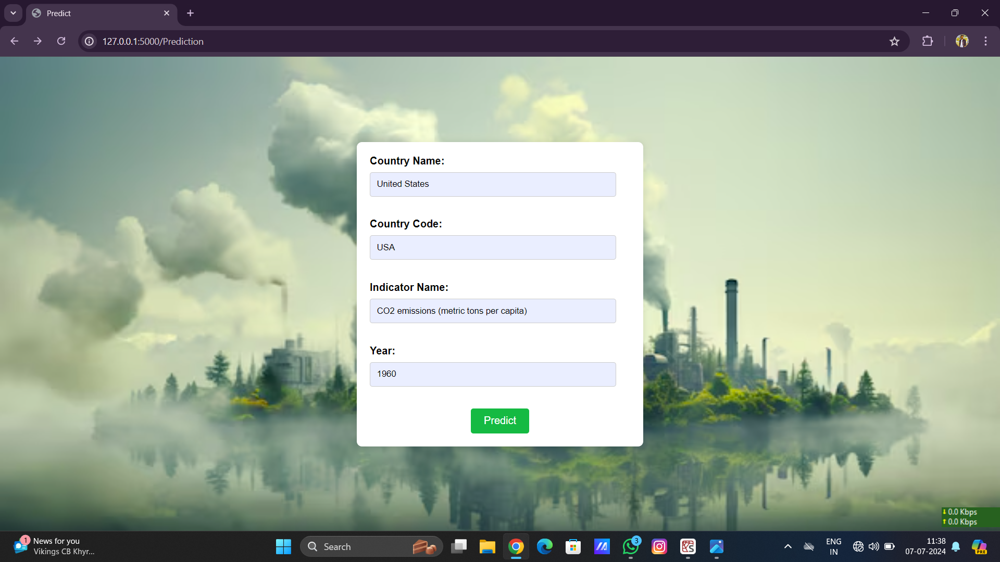 Predict
127.0.0.1:5000/Prediction
Country Name:
United States
Country Code:
USA
Indicator Name:
CO2 emissions (metric tons per capita)
Year:
1960
Predict
0.0 Kbps
0.0 Kbps
1
News for you
Vikings CB Khyr...
Search
3
ENG
IN
11:38
07-07-2024
PRE